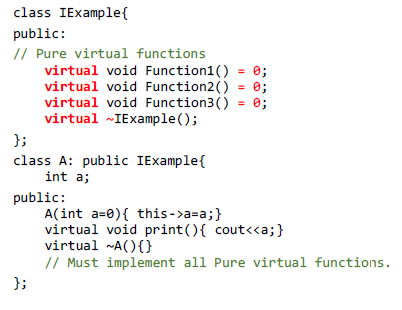 class IExample{
public:
// Pure virtual functions
    virtual void Function1() = 0;
    virtual void Function2() = 0;
    virtual void Function3() = 0;
    virtual ~IExample();
};
class A: public IExample{
    int a;
public:
    A(int a=0){ this->a=a;}
    virtual void print(){ cout<<a;}
    virtual ~A(){}
    // Must implement all Pure virtual functions.
};